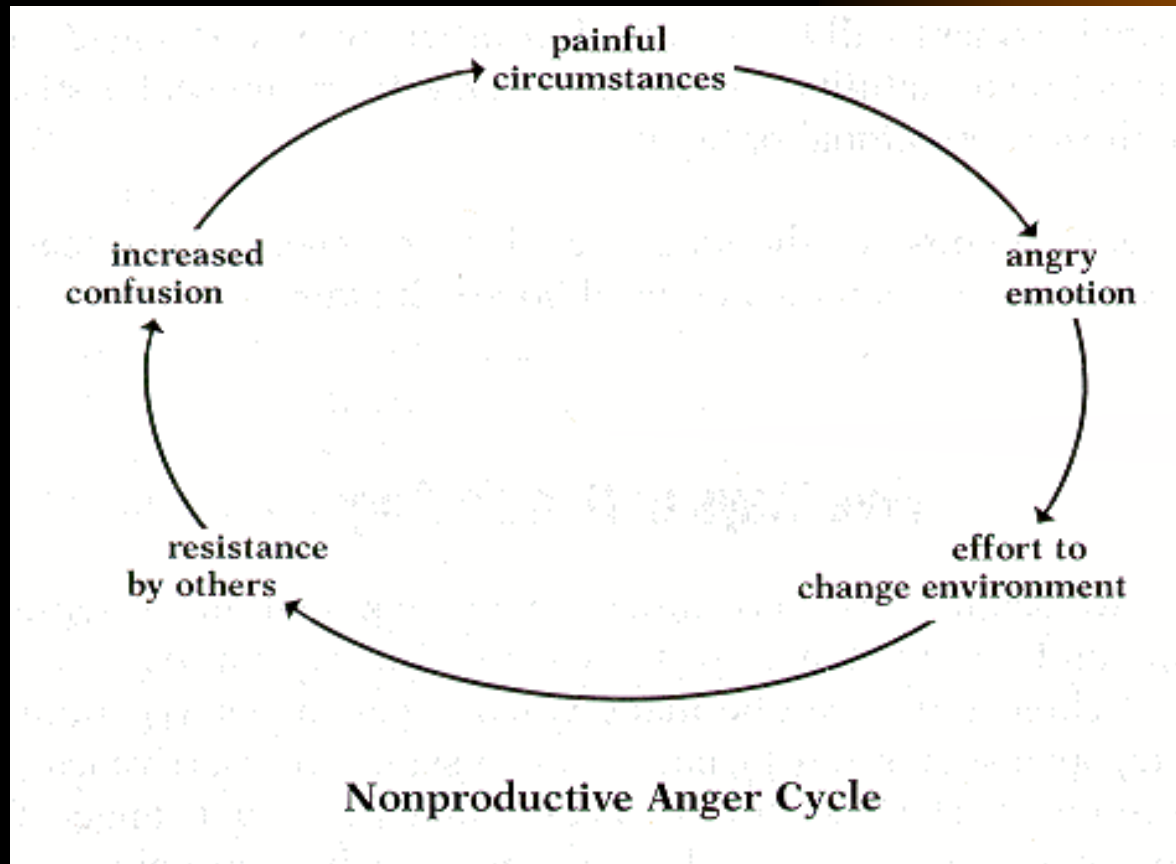 painful
circumstances
angry
emotion
effort to
change environment
resistance
by others
increased
confusion
Nonproductive Anger Cycle